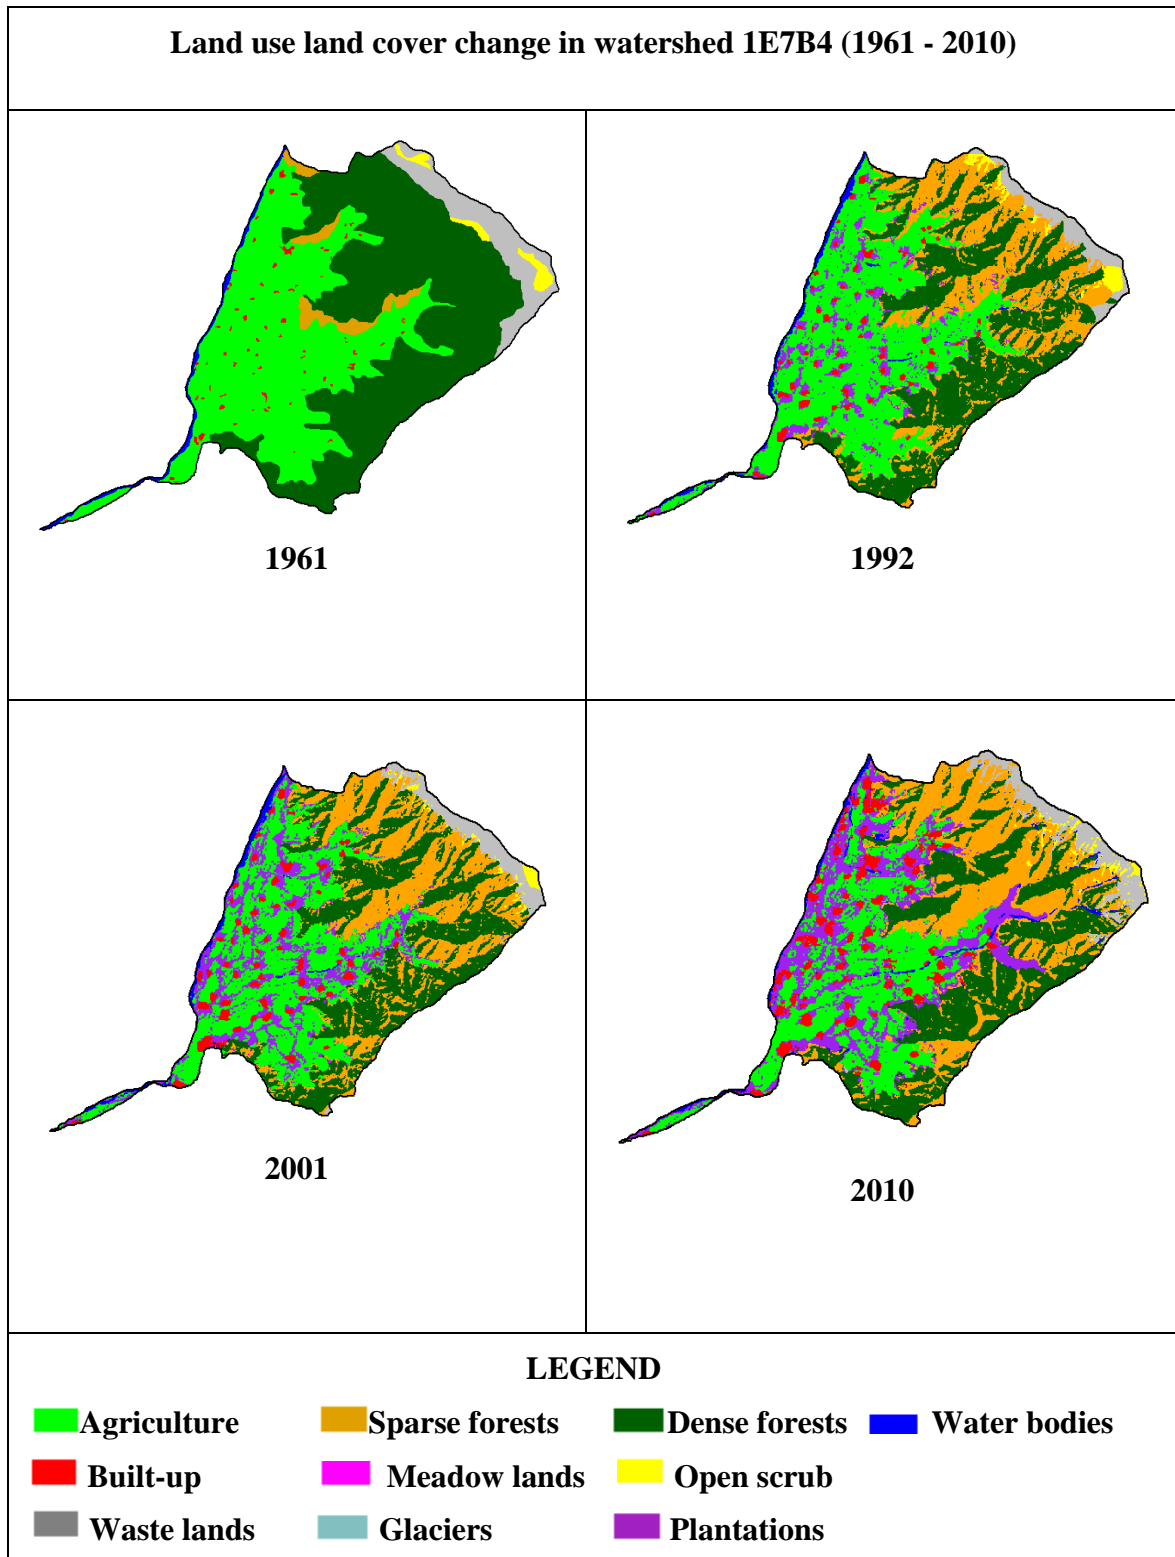 Land use land cover change in watershed 1E7B4 (1961 - 2010)
1961
1992
2001
2010
LEGEND
Agriculture Sparse forests Dense forests Water bodies
Built-up Meadow lands Open scrub
Waste lands Glaciers Plantations